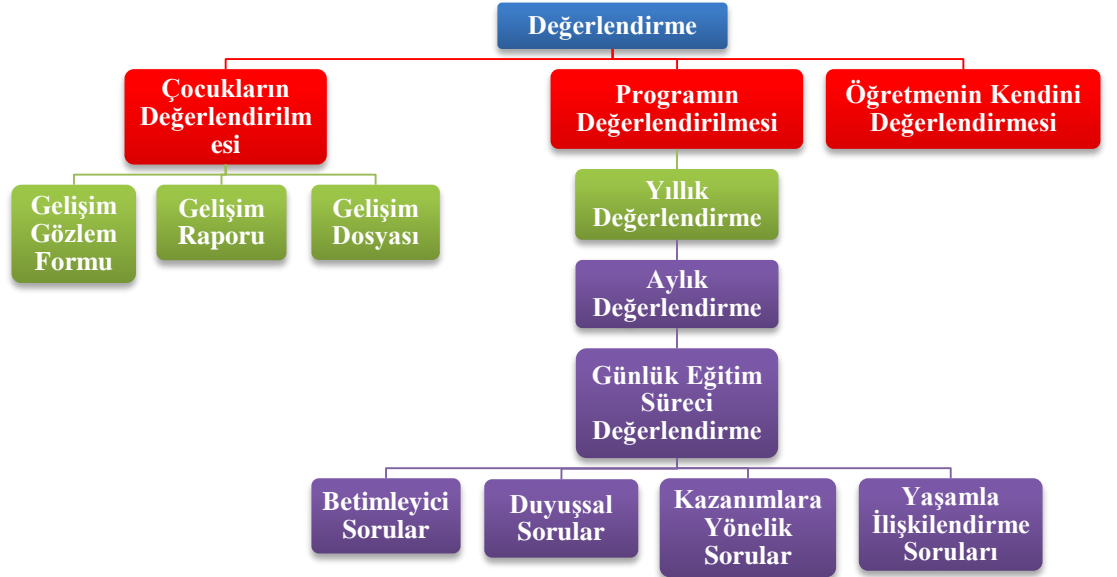 Değerlendirme
Çocukların
Değerlendirilm
esi
Programın
Değerlendirilmesi
Öğretmenin Kendini
Değerlendirmesi
Gelişim
Gözlem
Formu
Gelişim
Raporu
Gelişim
Dosyası
Yıllık
Değerlendirme
Aylık
Değerlendirme
Günlük Eğitim
Süreci
Değerlendirme
Betimleyici
Sorular
Duyuşsal
Sorular
Kazanımlara
Yönelik
Sorular
Yaşamla
İlişkilendirme
Soruları